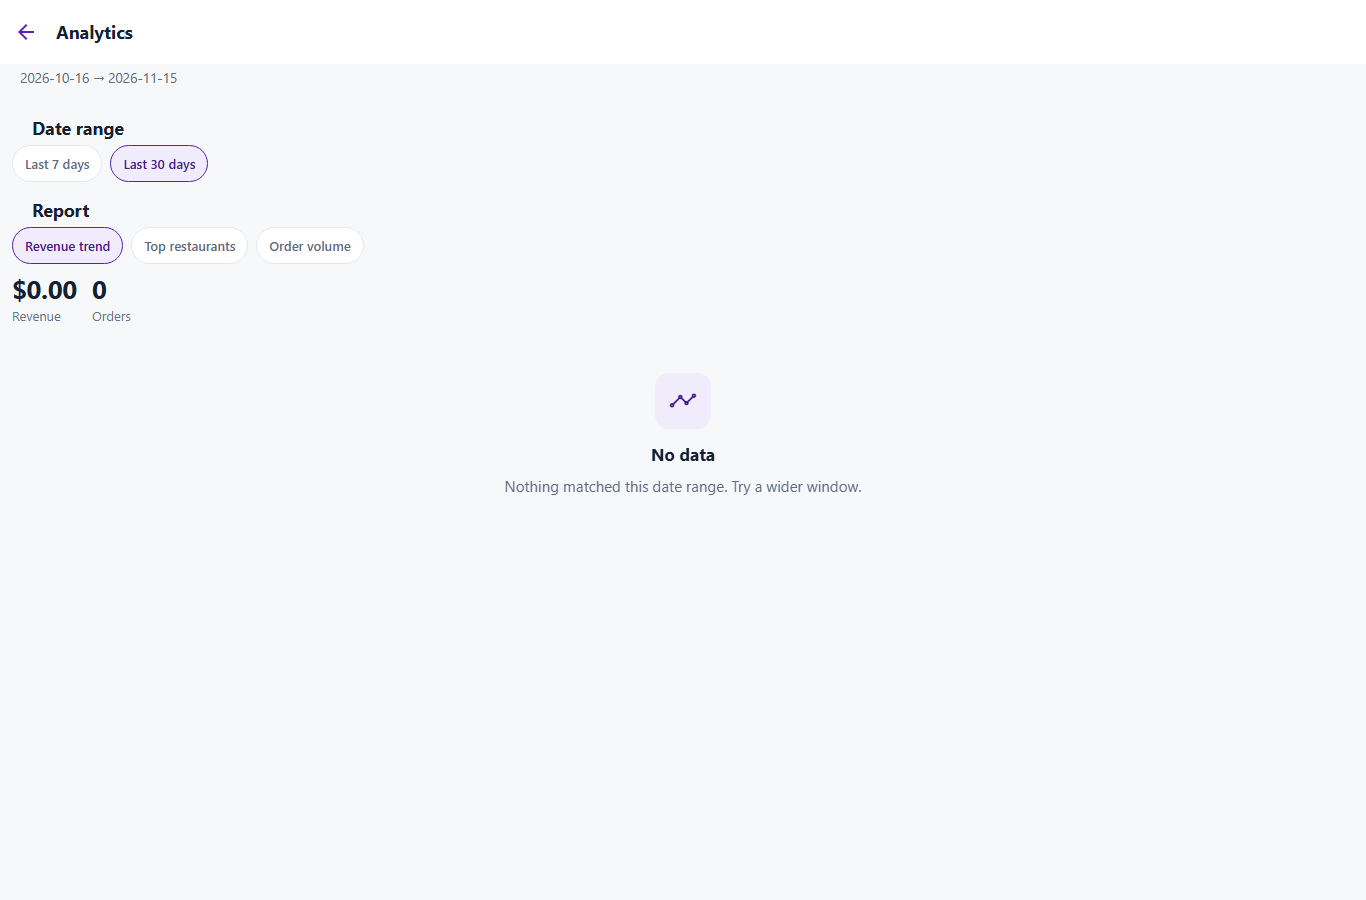 Analytics
2026-10-16 → 2026-11-15
Date range
Last 7 days Last 30 days
Report
Revenue trend Top restaurants Order volume
$0.00 0
Revenue Orders
No data
Nothing matched this date range. Try a wider window.